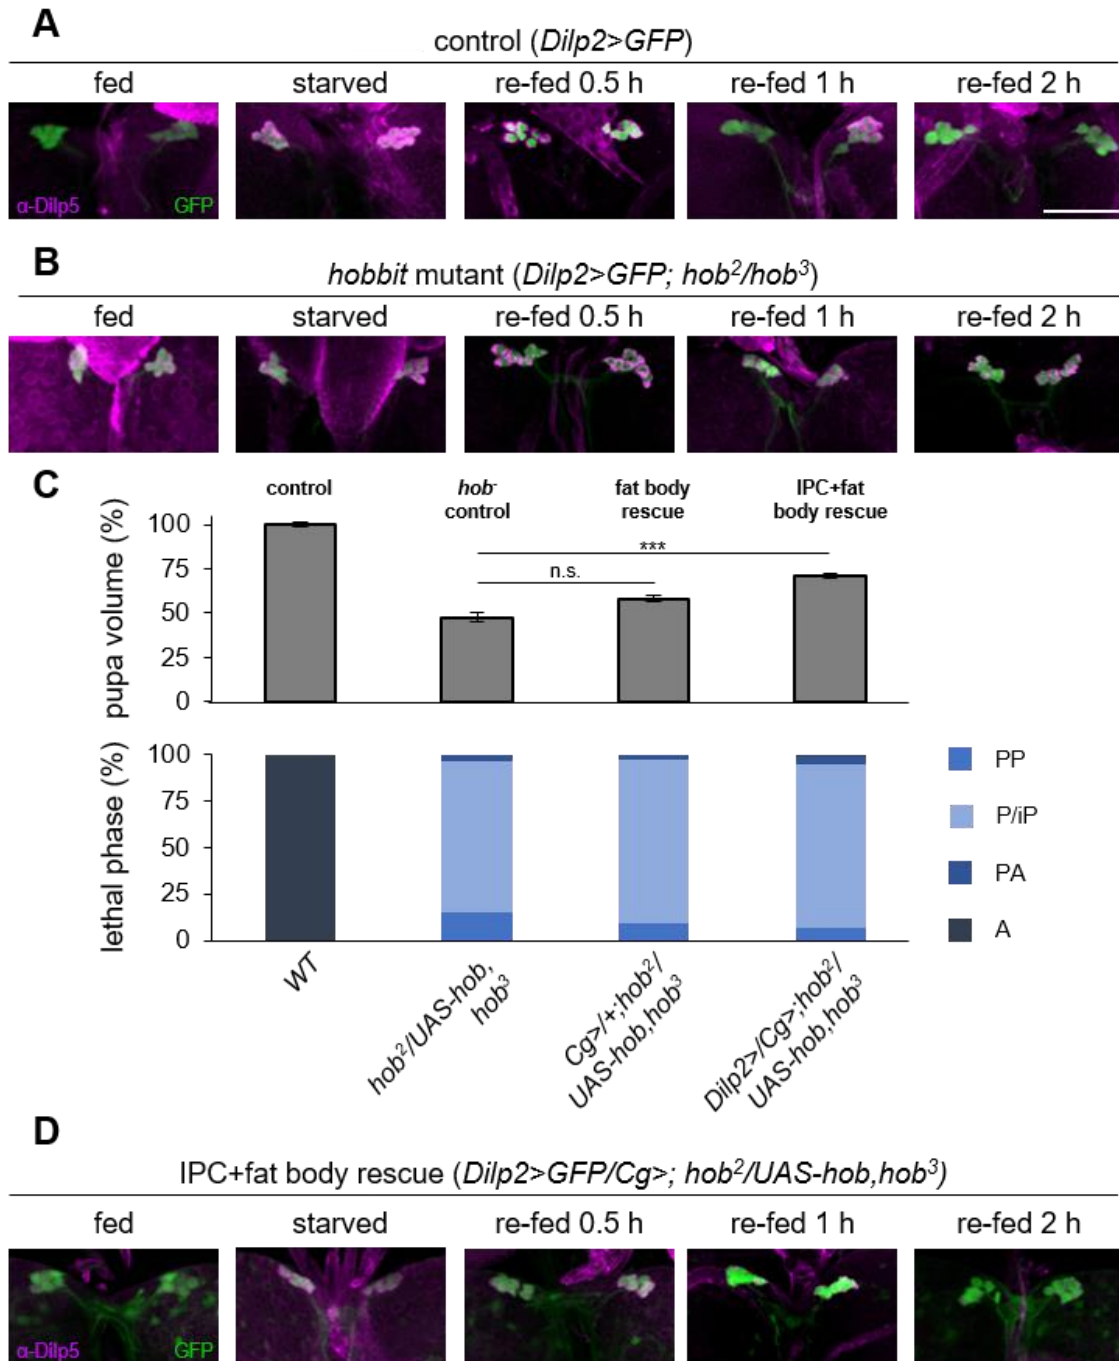 A
control (Dilp2>GFP)
fed starved re-fed 0.5 h re-fed 1 h re-fed 2 h
α-Dilp5 GFP
B
hobbit mutant (Dilp2>GFP; hob²/hob³)
fed starved re-fed 0.5 h re-fed 1 h re-fed 2 h
C
control hob⁻ control fat body rescue IPC+fat body rescue
pupa volume (%)
100
75
50
25
0
***
n.s.
lethal phase (%)
100
75
50
25
0
PP
P/iP
PA
A
WT
hob²/UAS-hob,
hob³
Cg>/+;hob²/
UAS-hob,hob³
Dilp2>/Cg>;hob²/
UAS-hob,hob³
D
IPC+fat body rescue (Dilp2>GFP/Cg>; hob²/UAS-hob,hob³)
fed starved re-fed 0.5 h re-fed 1 h re-fed 2 h
α-Dilp5 GFP